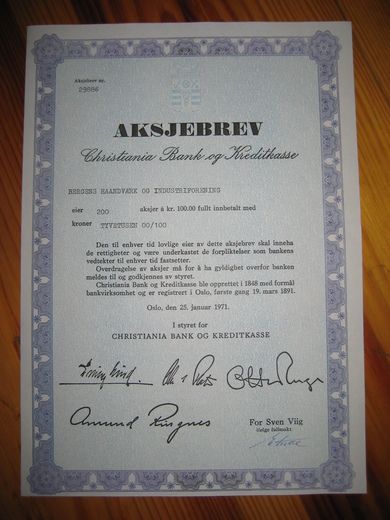 Aksjebrev nr.
29886
AKSJEBREV
Christiania Bank og Kreditkasse
BERGENS HAANDVÆRK OG INDUSTRIFORENING
eier 200 aksjer à kr. 100.00 fullt innbetalt med
kroner TYVETUSEN 00/100
Den til enhver tid lovlige eier av dette aksjebrev skal inneha
de rettigheter og være underkastet de forpliktelser som bankens
vedtekter til enhver tid fastsetter.
Overdragelse av aksjer må for å ha gyldighet overfor banken
meldes til og godkjennes av styret.
Christiania Bank og Kreditkasse ble opprettet i 1848 med formål
bankvirksomhet og er registrert i Oslo, første gang 19. mars 1891.
Oslo, den 25. januar 1971.
I styret for
CHRISTIANIA BANK OG KREDITKASSE
Amund Ringnes
For Sven Viig
ifølge fullmakt